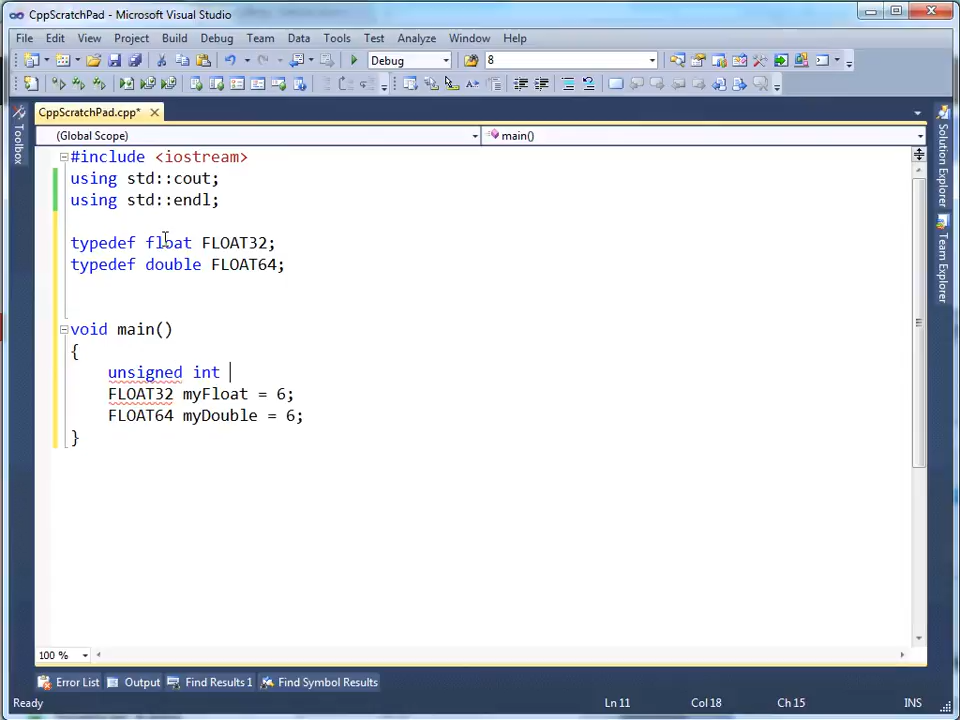 CppScratchPad - Microsoft Visual Studio
File Edit View Project Build Debug Team Data Tools Test Analyze Window Help
Debug 8
CppScratchPad.cpp*
(Global Scope) main()
Toolbox
Solution Explorer
Team Explorer
#include <iostream>
using std::cout;
using std::endl;
typedef float FLOAT32;
typedef double FLOAT64;
void main()
{
unsigned int
FLOAT32 myFloat = 6;
FLOAT64 myDouble = 6;
}
100 %
Error List Output Find Results 1 Find Symbol Results
Ready Ln 11 Col 18 Ch 15 INS